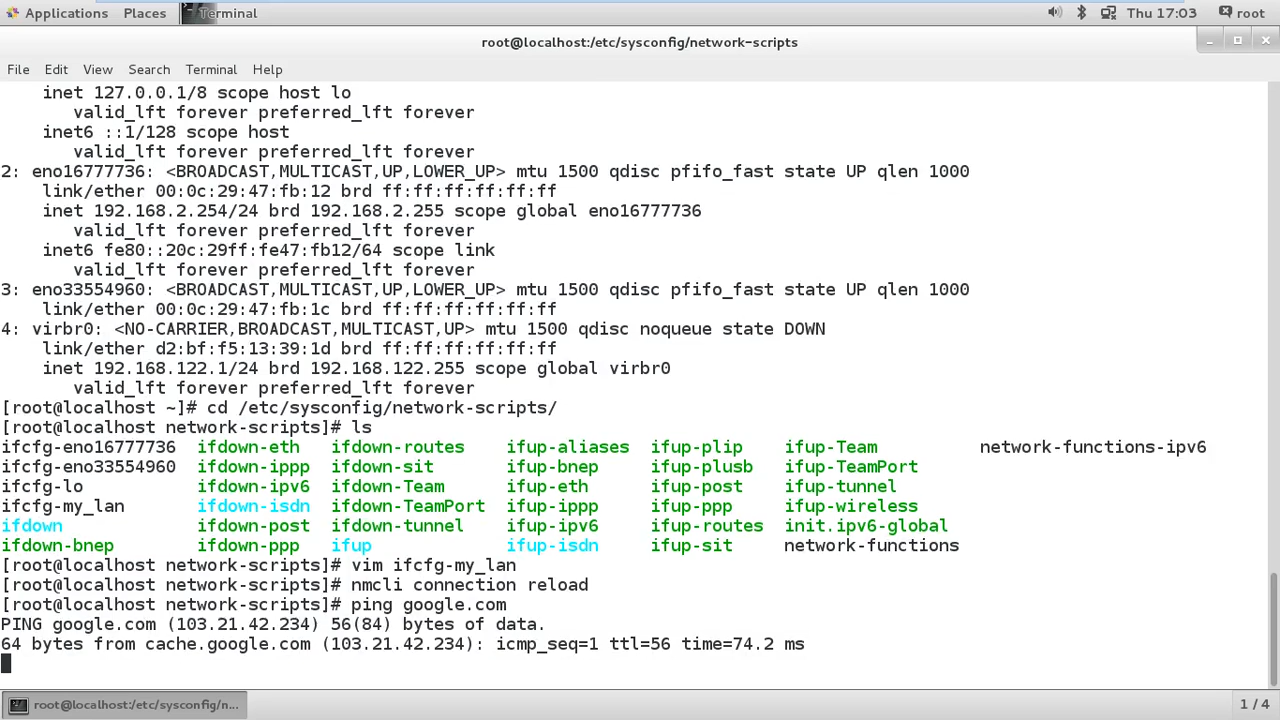 Applications Places Terminal Thu 17:03 root
root@localhost:/etc/sysconfig/network-scripts
File Edit View Search Terminal Help
inet 127.0.0.1/8 scope host lo
valid_lft forever preferred_lft forever
inet6 ::1/128 scope host
valid_lft forever preferred_lft forever
2: eno16777736: <BROADCAST,MULTICAST,UP,LOWER_UP> mtu 1500 qdisc pfifo_fast state UP qlen 1000
link/ether 00:0c:29:47:fb:12 brd ff:ff:ff:ff:ff:ff
inet 192.168.2.254/24 brd 192.168.2.255 scope global eno16777736
valid_lft forever preferred_lft forever
inet6 fe80::20c:29ff:fe47:fb12/64 scope link
valid_lft forever preferred_lft forever
3: eno33554960: <BROADCAST,MULTICAST,UP,LOWER_UP> mtu 1500 qdisc pfifo_fast state UP qlen 1000
link/ether 00:0c:29:47:fb:1c brd ff:ff:ff:ff:ff:ff
4: virbr0: <NO-CARRIER,BROADCAST,MULTICAST,UP> mtu 1500 qdisc noqueue state DOWN
link/ether d2:bf:f5:13:39:1d brd ff:ff:ff:ff:ff:ff
inet 192.168.122.1/24 brd 192.168.122.255 scope global virbr0
valid_lft forever preferred_lft forever
[root@localhost ~]# cd /etc/sysconfig/network-scripts/
[root@localhost network-scripts]# ls
ifcfg-eno16777736 ifdown-eth ifdown-routes ifup-aliases ifup-plip ifup-Team network-functions-ipv6
ifcfg-eno33554960 ifdown-ippp ifdown-sit ifup-bnep ifup-plusb ifup-TeamPort
ifcfg-lo ifdown-ipv6 ifdown-Team ifup-eth ifup-post ifup-tunnel
ifcfg-my_lan ifdown-isdn ifdown-TeamPort ifup-ippp ifup-ppp ifup-wireless
ifdown ifdown-post ifdown-tunnel ifup-ipv6 ifup-routes init.ipv6-global
ifdown-bnep ifdown-ppp ifup ifup-isdn ifup-sit network-functions
[root@localhost network-scripts]# vim ifcfg-my_lan
[root@localhost network-scripts]# nmcli connection reload
[root@localhost network-scripts]# ping google.com
PING google.com (103.21.42.234) 56(84) bytes of data.
64 bytes from cache.google.com (103.21.42.234): icmp_seq=1 ttl=56 time=74.2 ms
root@localhost:/etc/sysconfig/n... 1 / 4